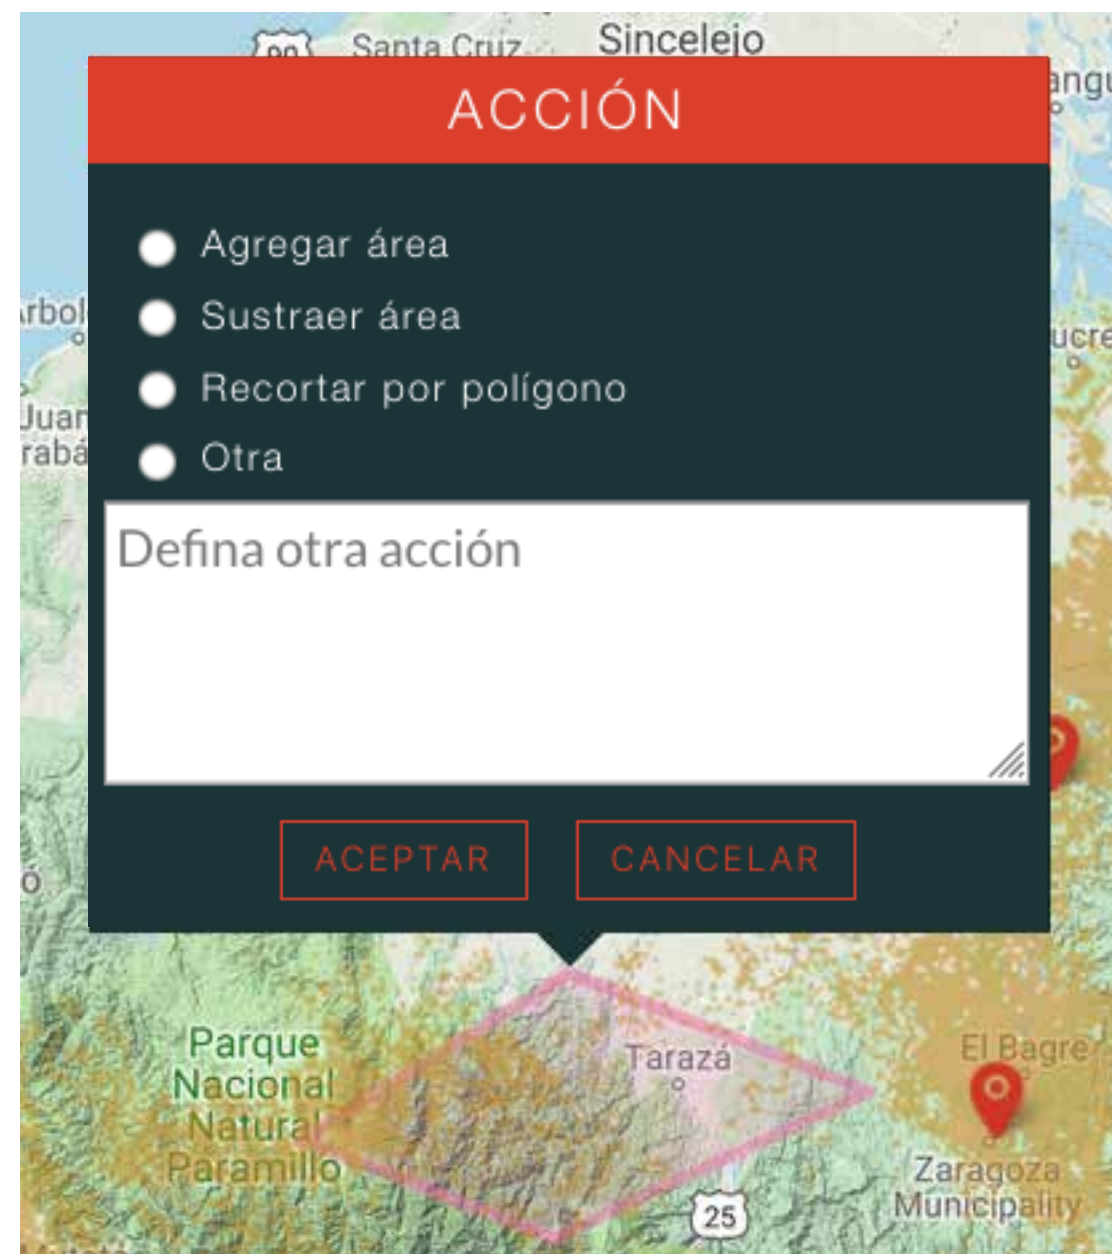 Santa Cruz
Sincelejo
ACCIÓN
Agregar área
Sustraer área
Recortar por polígono
Otra
Defina otra acción
ACEPTAR
CANCELAR
Parque
Nacional
Natural
Paramillo
Tarazá
El Bagre
Zaragoza
Municipality
25